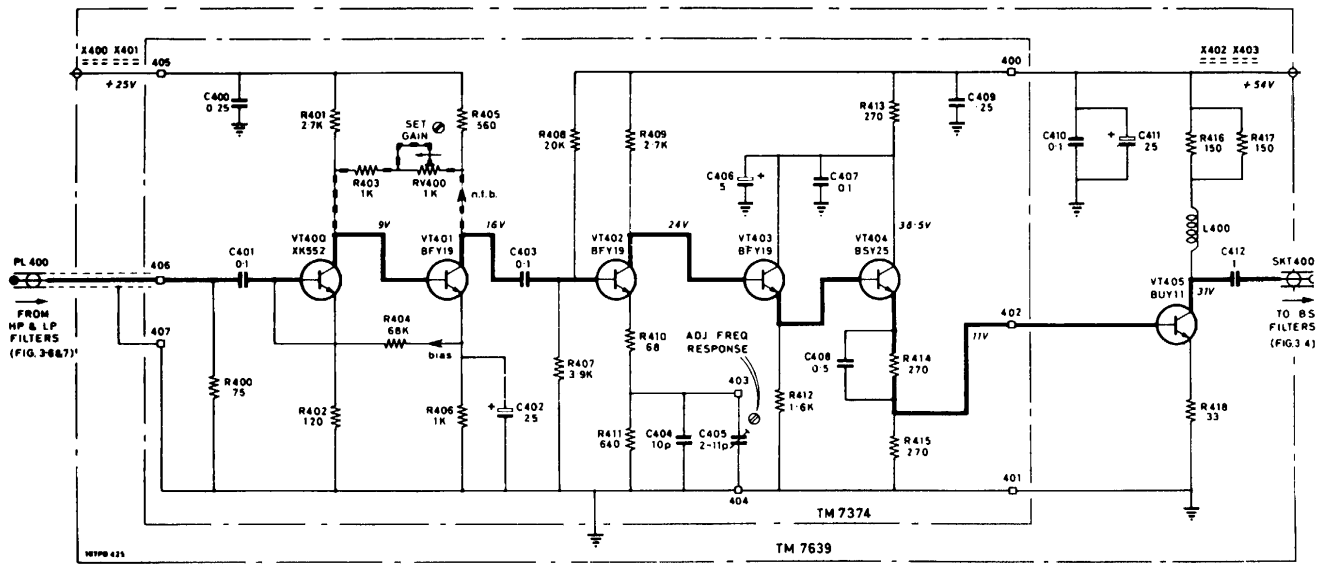 X400 X401
405
+25V
C400
0.25
R401
2.7K
R405
560
SET
GAIN
R403
1K
RV400
1K
n.f.b.
9V
16V
VT400
XK552
VT401
BFY19
C401
0.1
PL400
406
FROM
HP & LP
FILTERS
(FIG. 3·6&7)
407
R400
75
R404
68K
bias
R402
120
R406
1K
C402
25
C403
0.1
R408
20K
R409
2.7K
R407
3.9K
VT402
BFY19
24V
R410
68
R411
640
C404
10p
C405
2-11p
ADJ FREQ
RESPONSE
403
404
C406
5
C407
0.1
VT403
BFY19
R412
1·6K
R413
270
VT404
BSY25
38·5V
C408
0·5
R414
270
R415
270
C409
·25
400
402
11V
401
C410
0·1
C411
25
X402 X403
+54V
R416
150
R417
150
L400
C412
1
SKT400
VT405
BUY11
31V
TO BS
FILTERS
(FIG.3 4)
R418
33
TM 7374
TM 7639